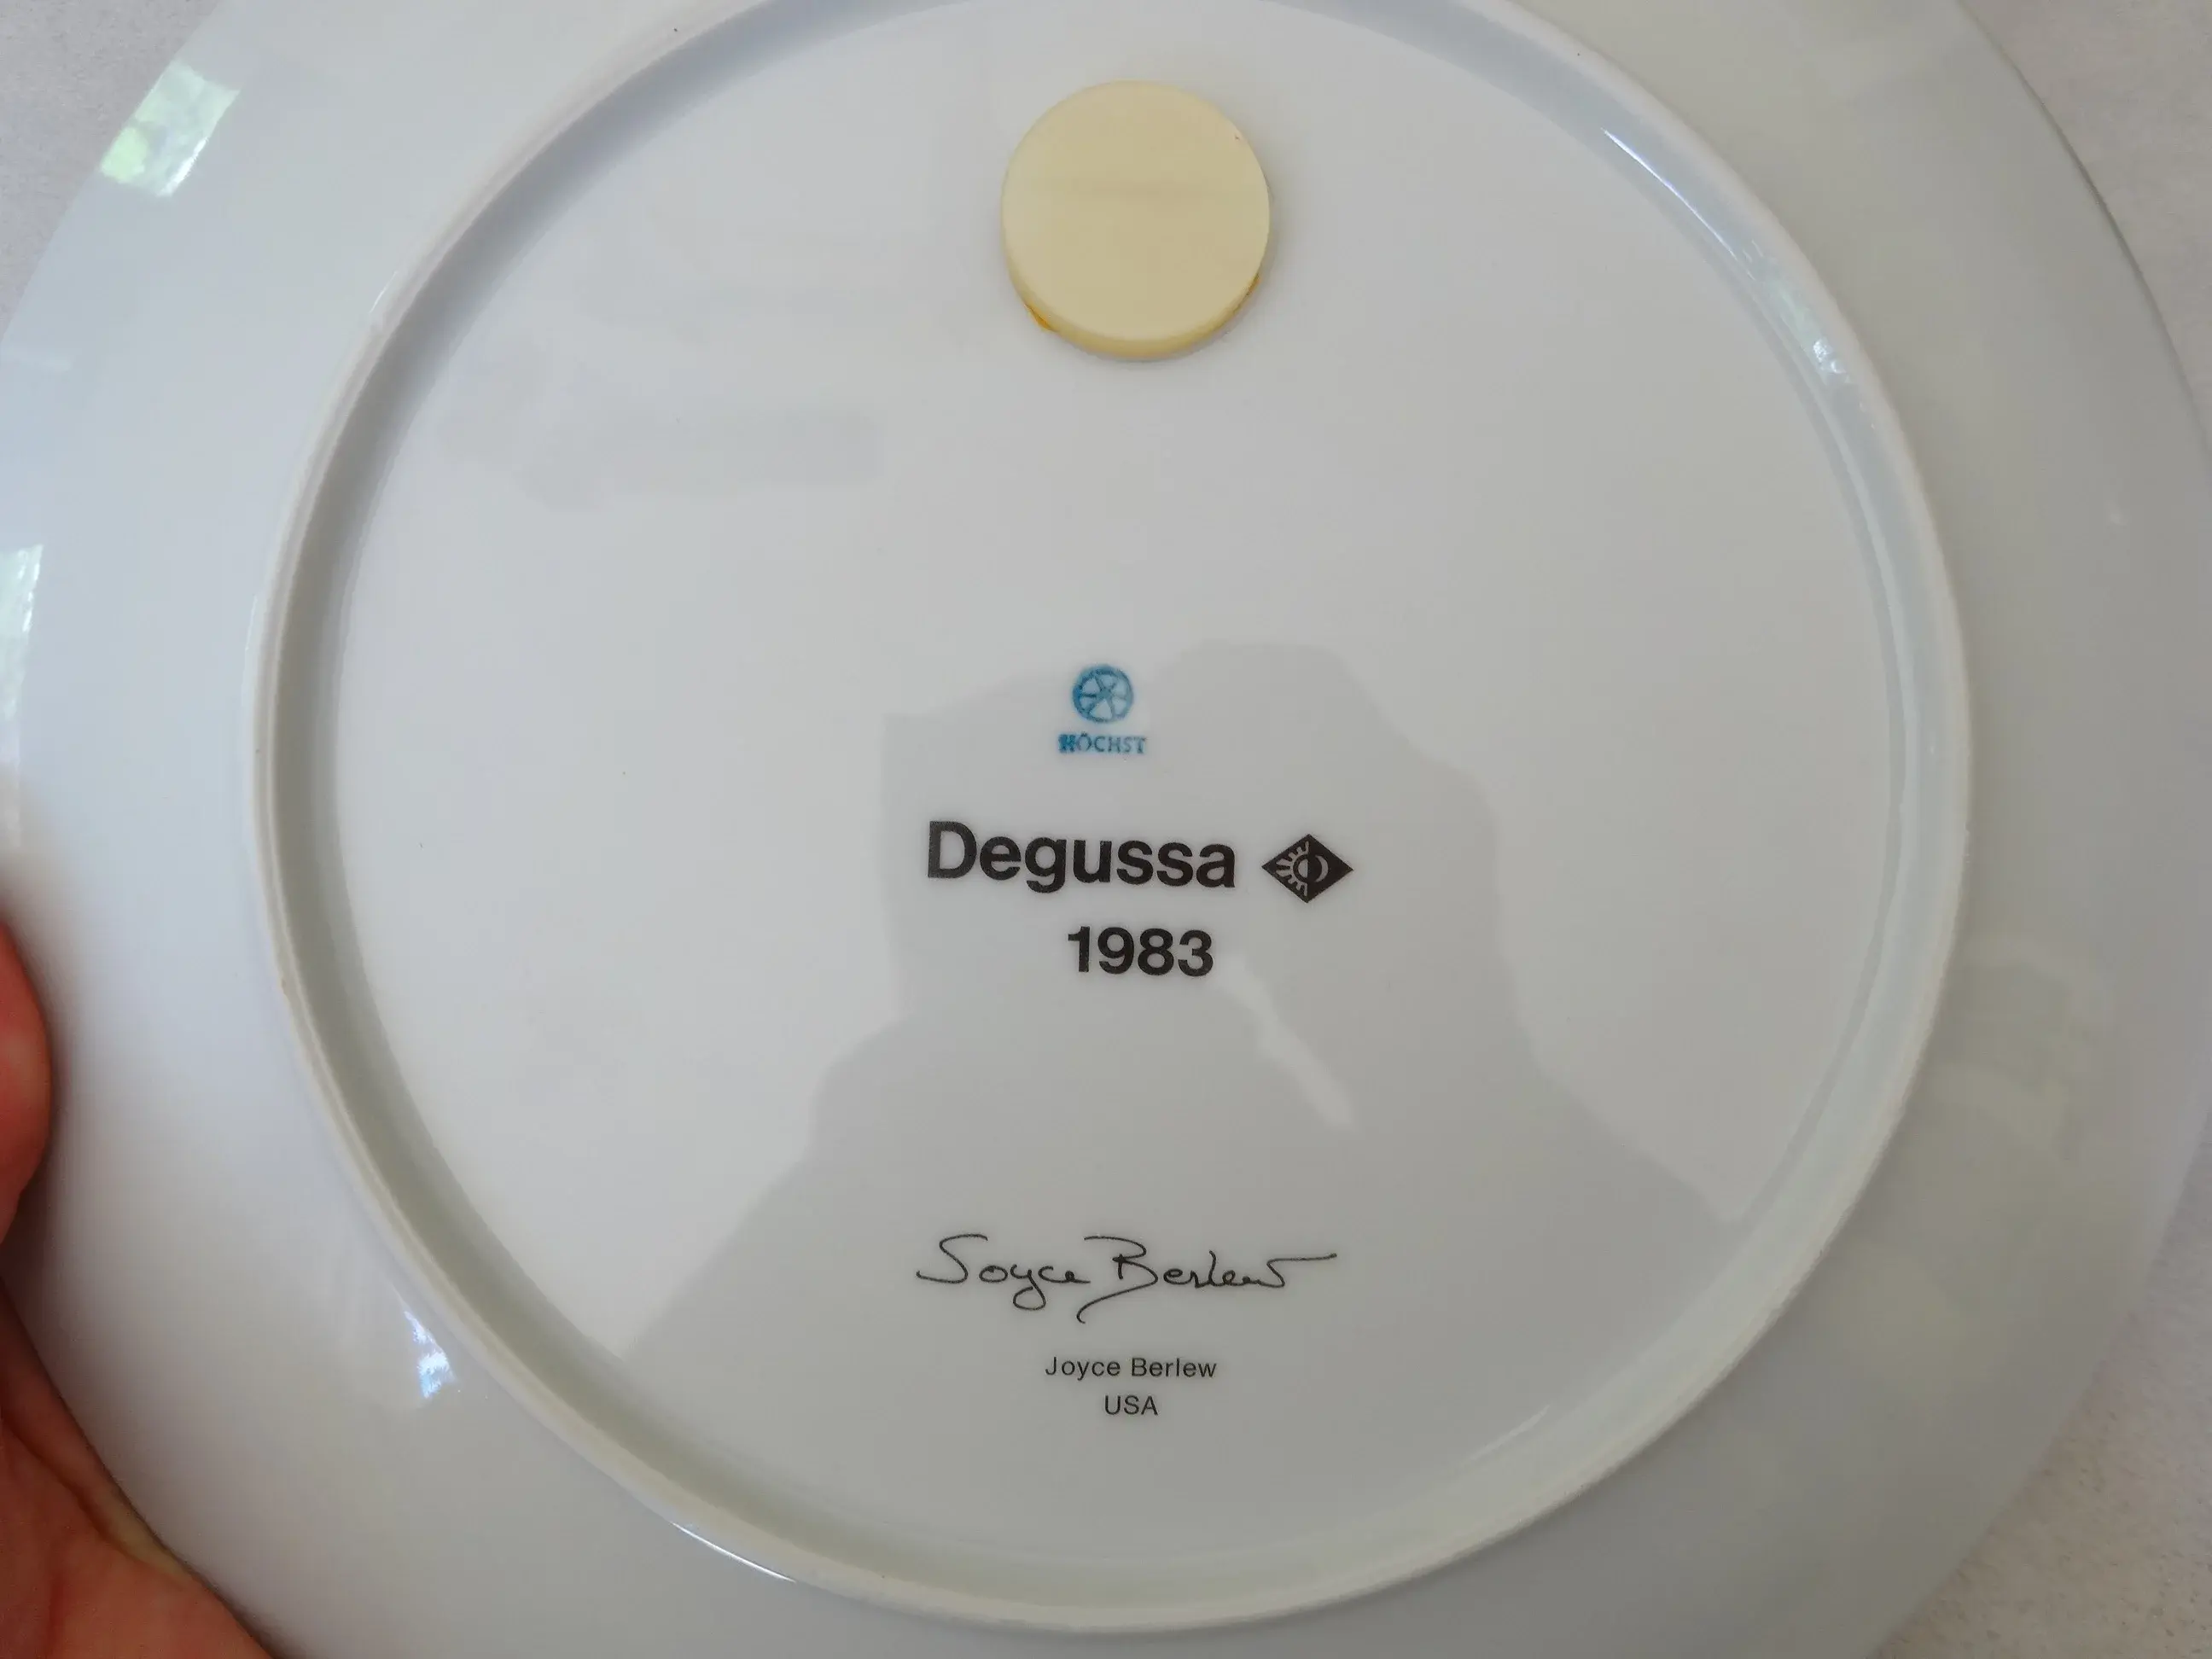 HÖCHST
Degussa
1983
Joyce Berlew
Joyce Berlew
USA